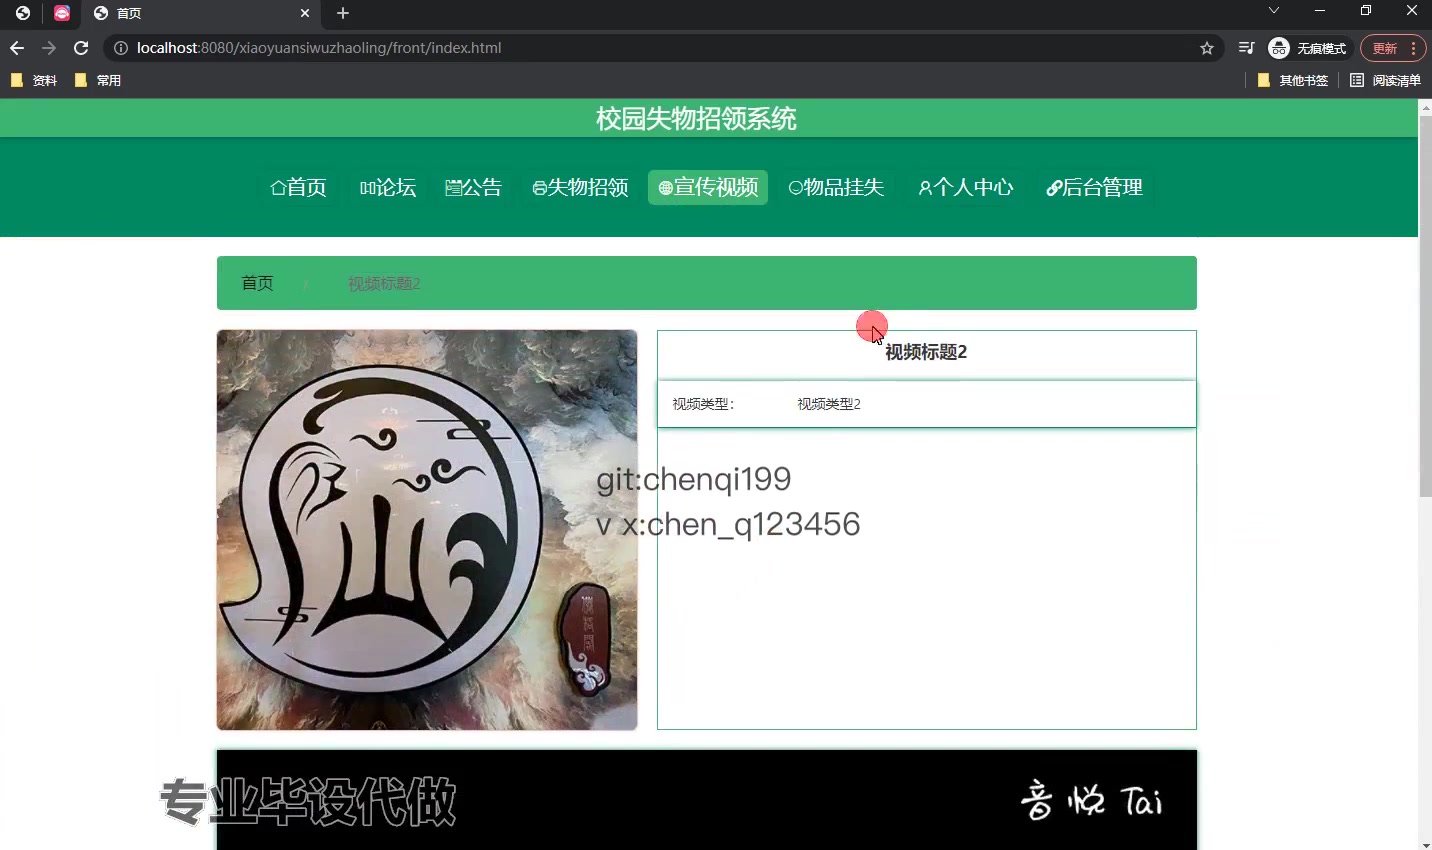 首页
localhost:8080/xiaoyuansiwuzhaoling/front/index.html
无痕模式
更新
资料
常用
其他书签
阅读清单
校园失物招领系统
首页
论坛
公告
失物招领
宣传视频
物品挂失
个人中心
后台管理
首页 / 视频标题2
视频标题2
视频类型： 视频类型2
git:chenqi199
v x:chen_q123456
专业毕设代做
音悦 Tai